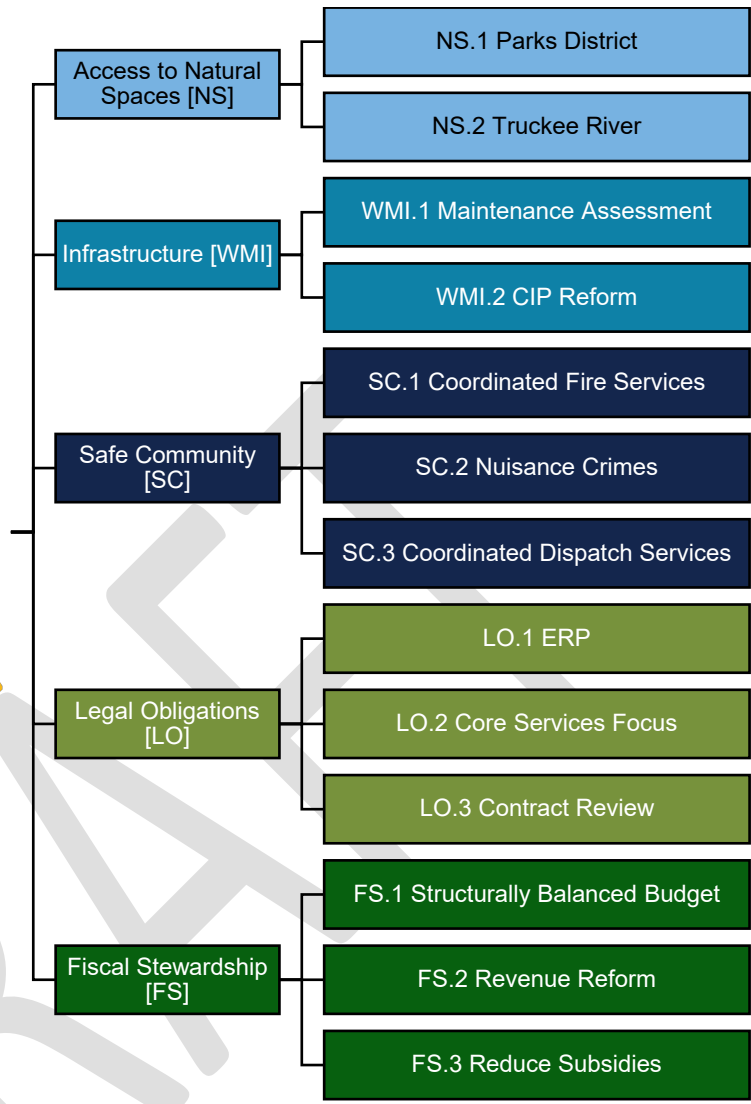 Access to Natural
Spaces [NS]
NS.1 Parks District
NS.2 Truckee River
Infrastructure [WMI]
WMI.1 Maintenance Assessment
WMI.2 CIP Reform
Safe Community
[SC]
SC.1 Coordinated Fire Services
SC.2 Nuisance Crimes
SC.3 Coordinated Dispatch Services
Legal Obligations
[LO]
LO.1 ERP
LO.2 Core Services Focus
LO.3 Contract Review
Fiscal Stewardship
[FS]
FS.1 Structurally Balanced Budget
FS.2 Revenue Reform
FS.3 Reduce Subsidies